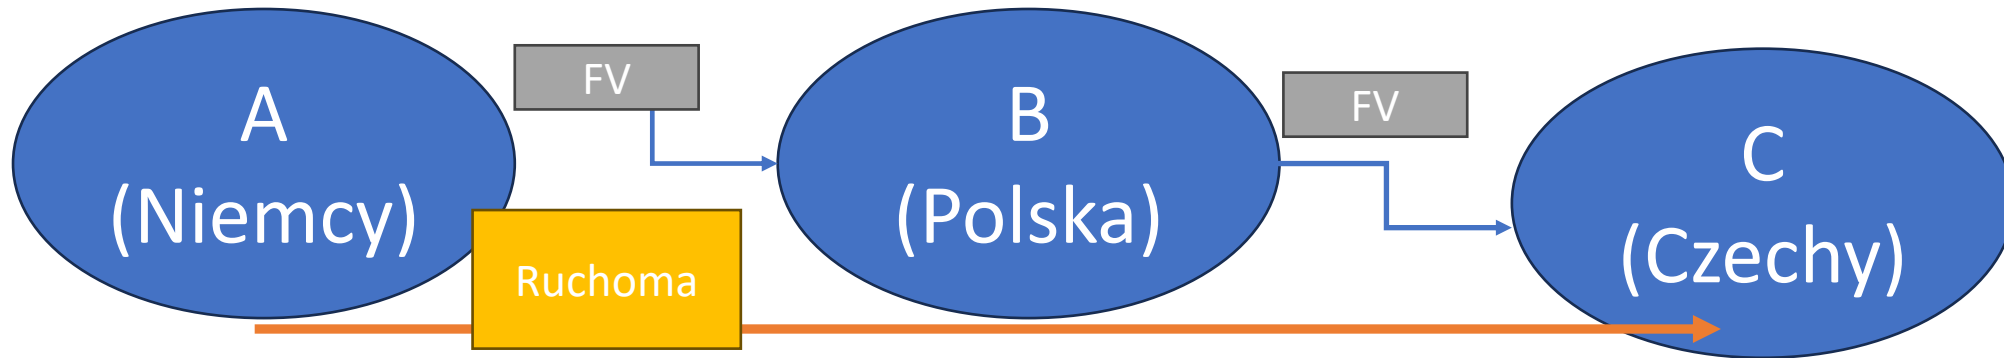 A
(Niemcy)
FV
B
(Polska)
FV
C
(Czechy)
Ruchoma